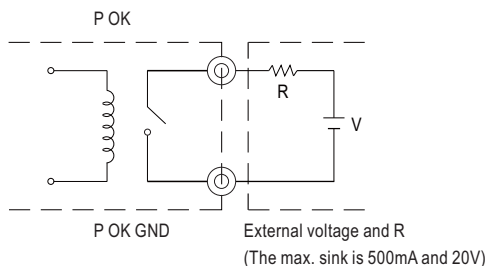 P OK
R
V
P OK GND
External voltage and R
(The max. sink is 500mA and 20V)